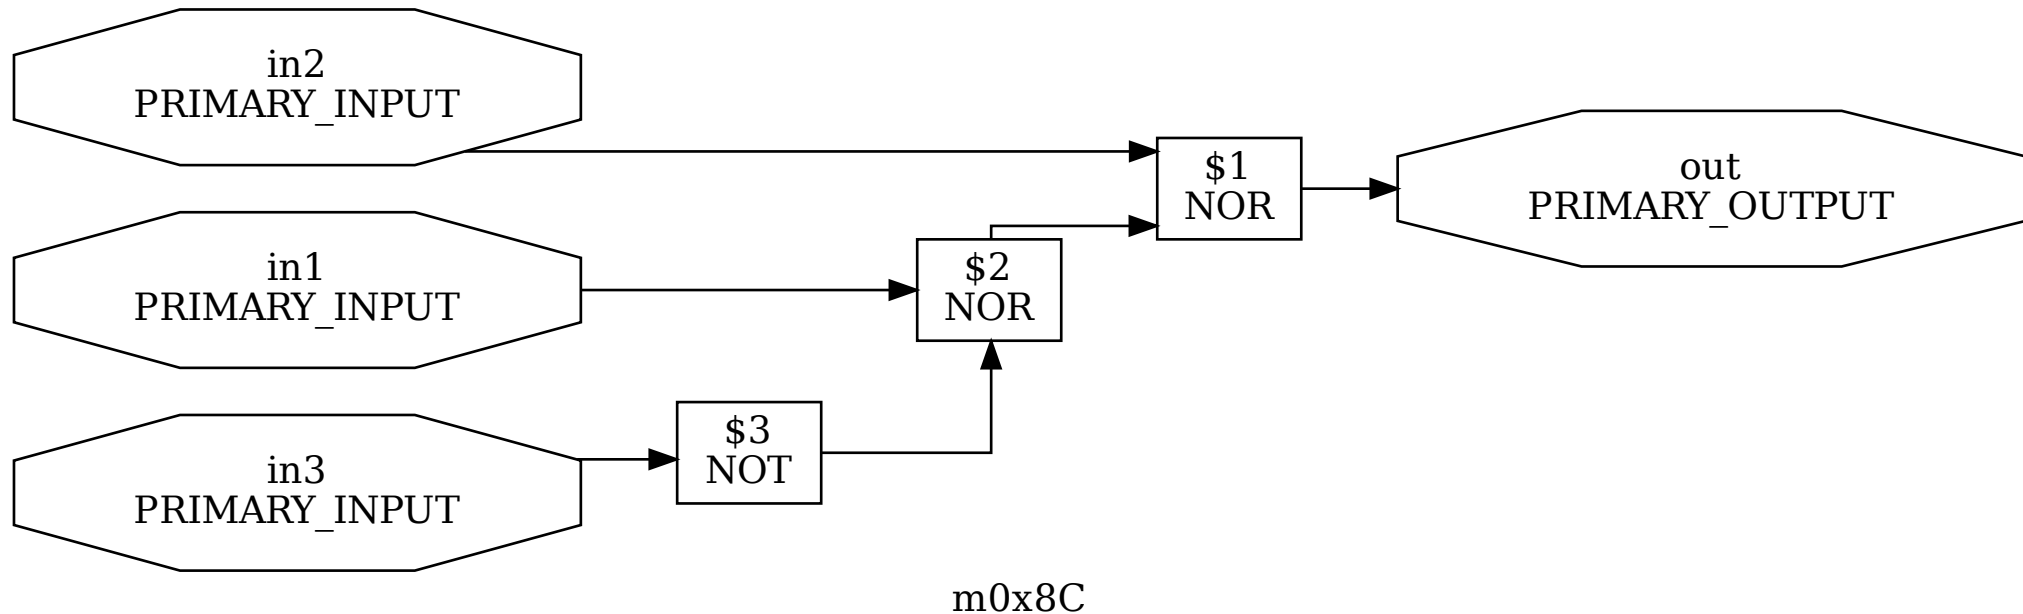 in2
PRIMARY_INPUT
$1
NOR
out
PRIMARY_OUTPUT
in1
PRIMARY_INPUT
$2
NOR
in3
PRIMARY_INPUT
$3
NOT
m0x8C